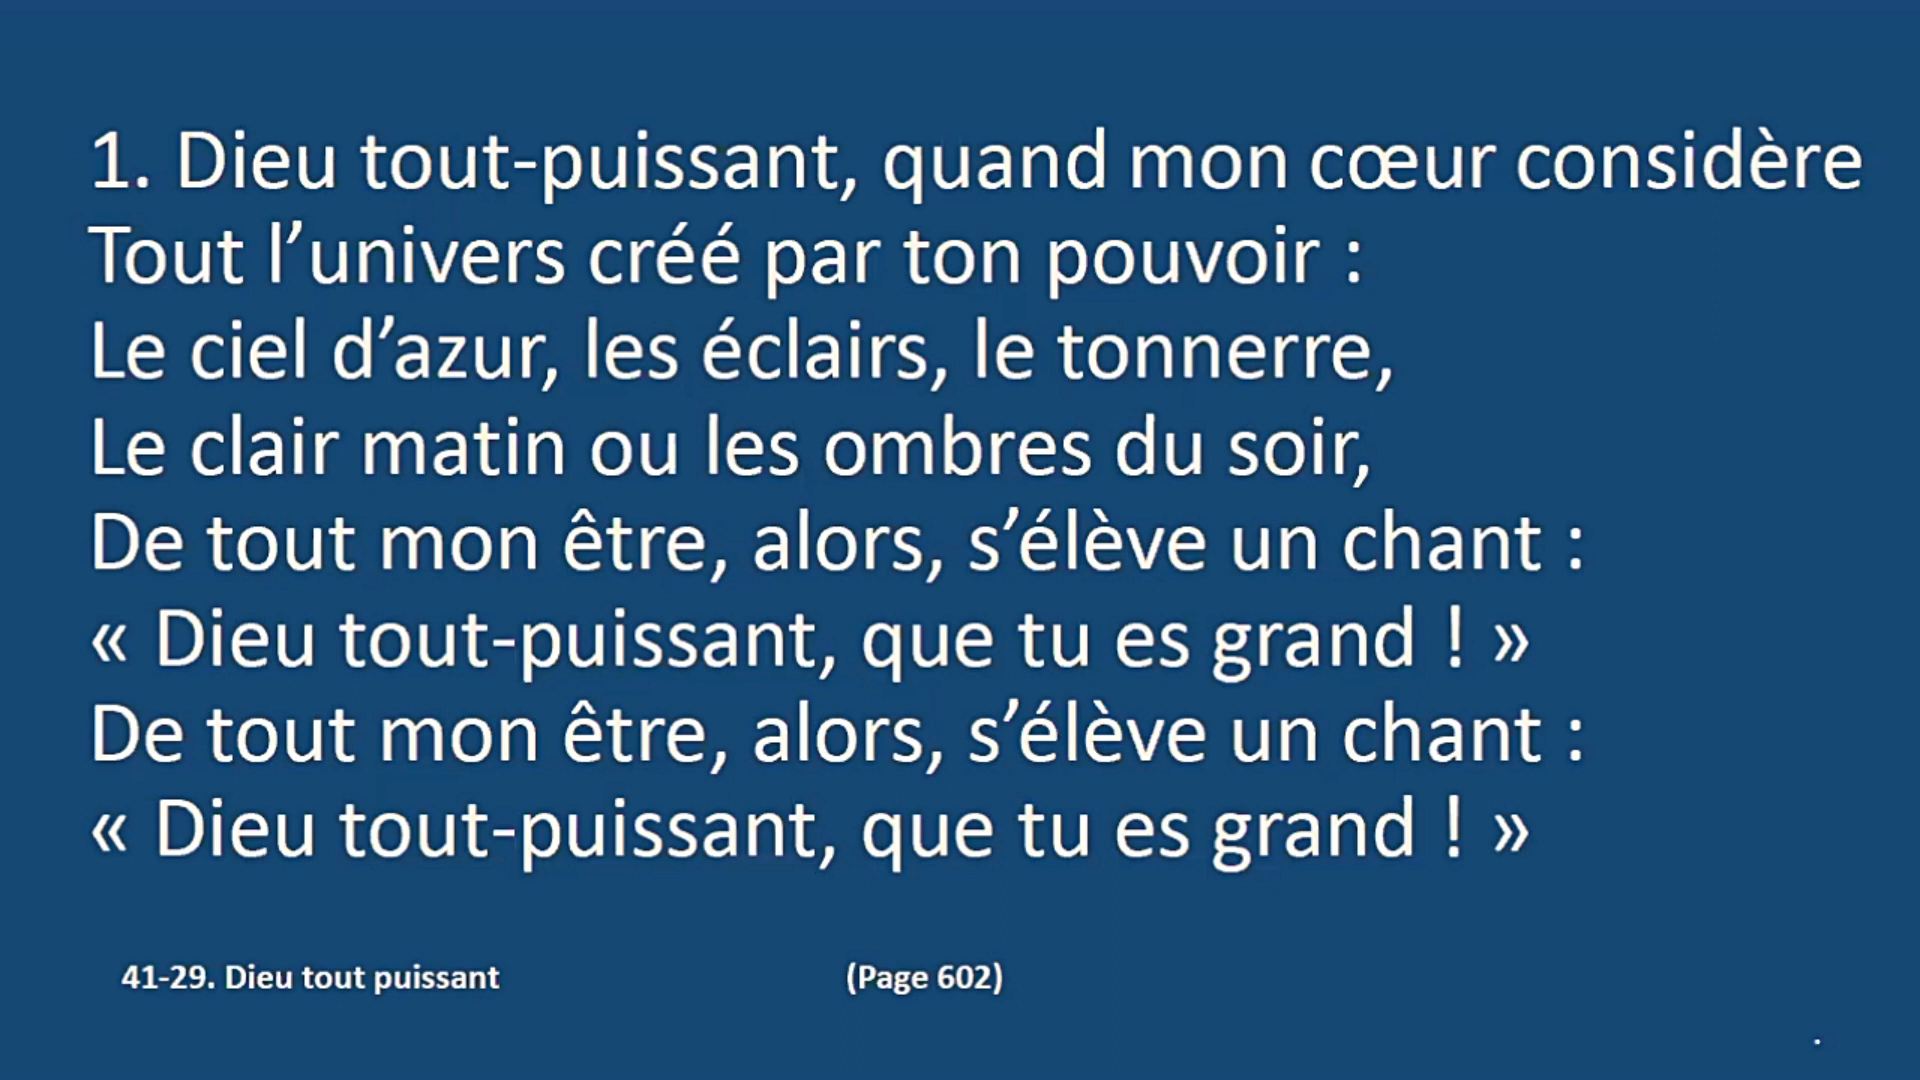 1. Dieu tout-puissant, quand mon cœur considère
Tout l’univers créé par ton pouvoir :
Le ciel d’azur, les éclairs, le tonnerre,
Le clair matin ou les ombres du soir,
De tout mon être, alors, s’élève un chant :
« Dieu tout-puissant, que tu es grand ! »
De tout mon être, alors, s’élève un chant :
« Dieu tout-puissant, que tu es grand ! »
41-29. Dieu tout puissant (Page 602)
.